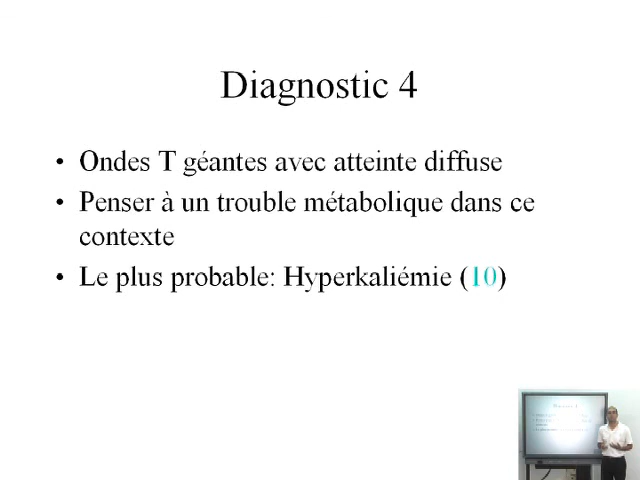 Diagnostic 4
• Ondes T géantes avec atteinte diffuse
• Penser à un trouble métabolique dans ce
contexte
• Le plus probable: Hyperkaliémie (10)